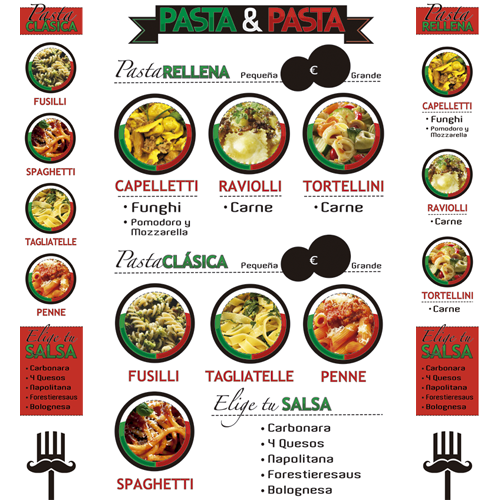 Pasta
CLÁSICA
FUSILLI
SPAGHETTI
TAGLIATELLE
PENNE
Elige tu
SALSA
• Carbonara
• 4 Quesos
• Napolitana
• Forestieresaus
• Bolognesa
PASTA & PASTA
Pasta RELLENA Pequeña € Grande
CAPELLETTI
• Funghi
• Pomodoro y
Mozzarella
RAVIOLLI
• Carne
TORTELLINI
• Carne
Pasta CLÁSICA Pequeña € Grande
FUSILLI
TAGLIATELLE
PENNE
SPAGHETTI
Elige tu SALSA
• Carbonara
• 4 Quesos
• Napolitana
• Forestieresaus
• Bolognesa
Pasta
RELLENA
CAPELLETTI
• Funghi
• Pomodoro y
Mozzarella
RAVIOLLI
• Carne
TORTELLINI
• Carne
Elige tu
SALSA
• Carbonara
• 4 Quesos
• Napolitana
• Forestieresaus
• Bolognesa